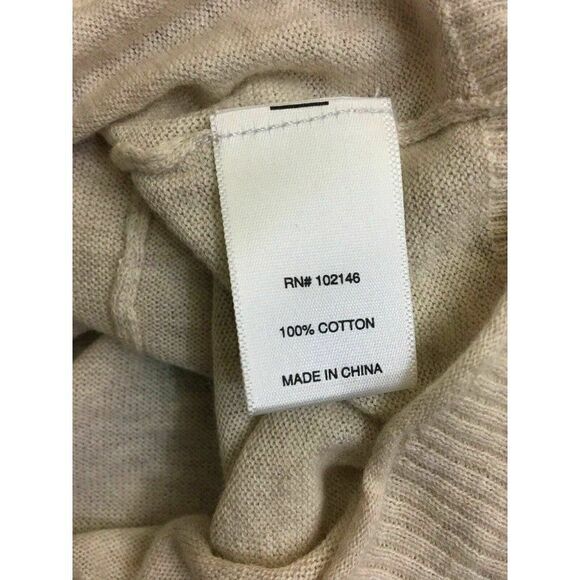 RN# 102146
100% COTTON
MADE IN CHINA